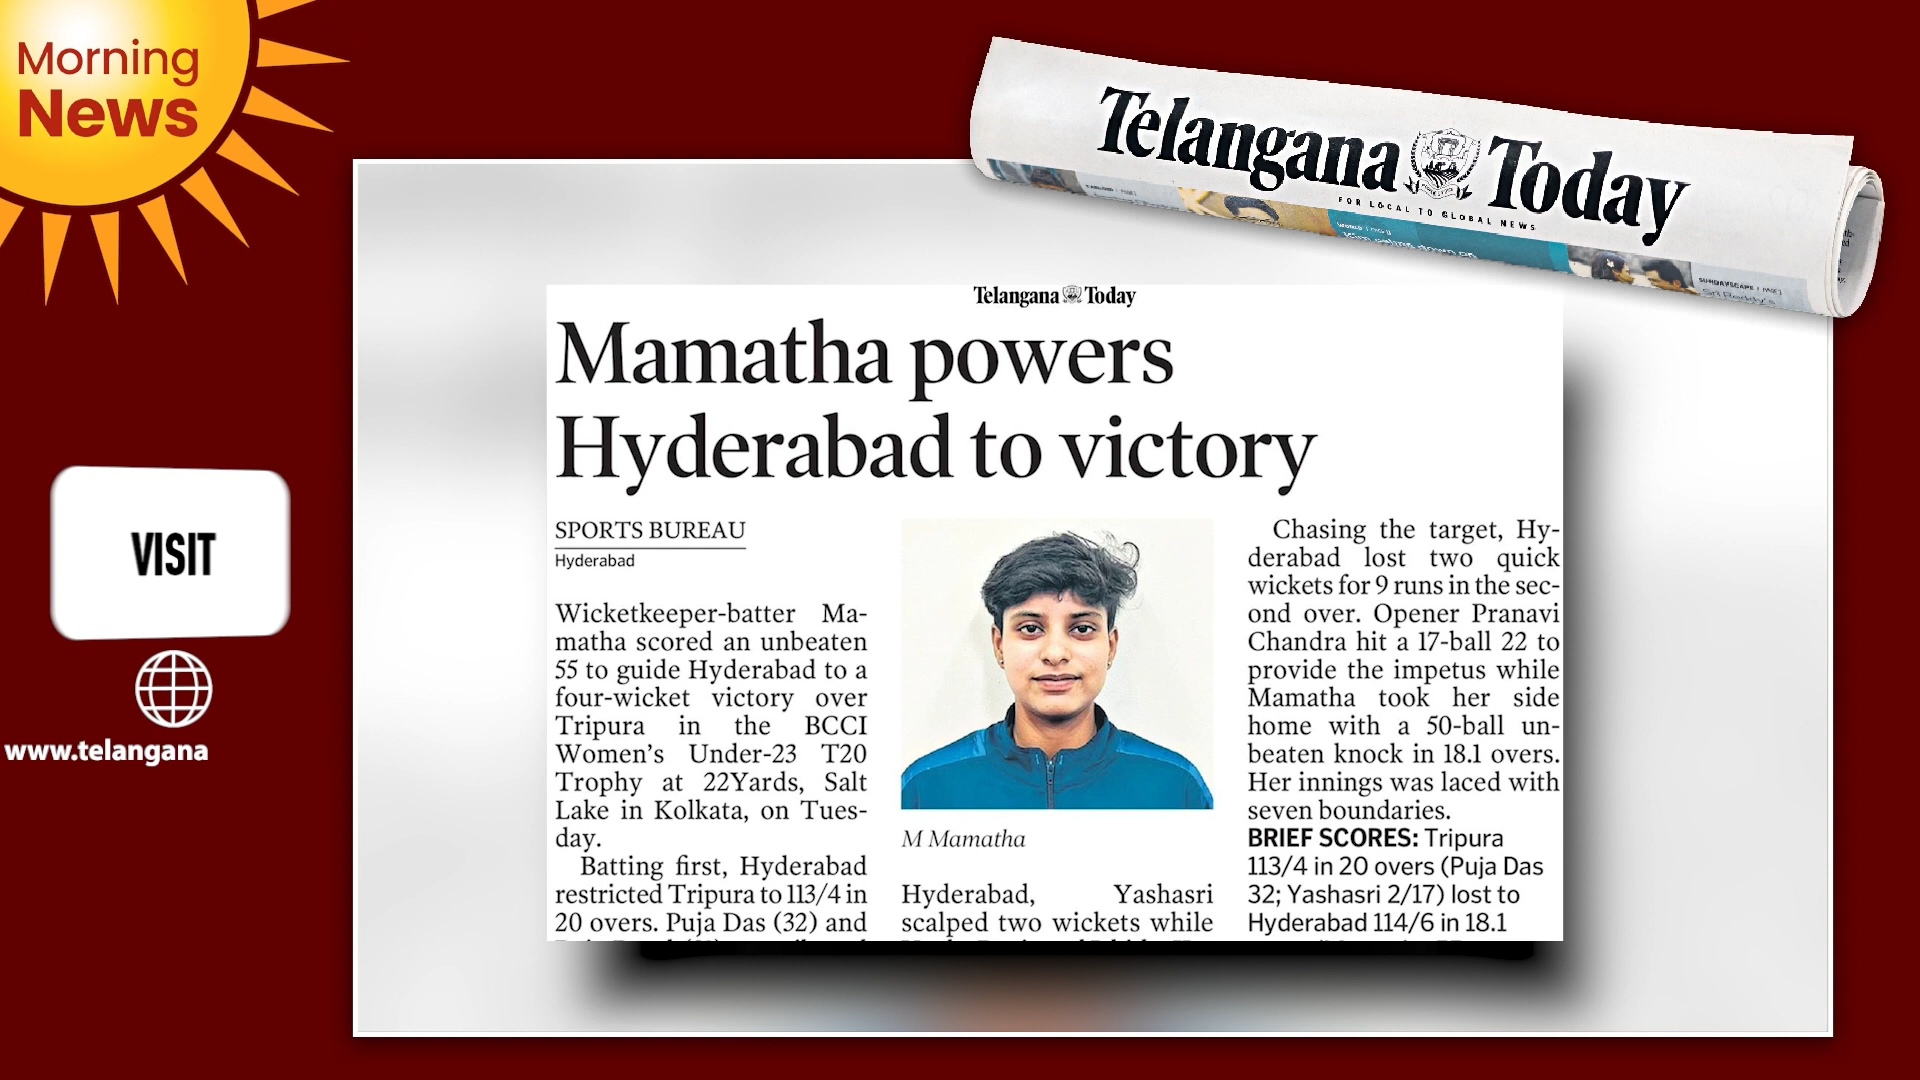 Morning
News
Telangana Today
FOR LOCAL TO GLOBAL NEWS
Telangana Today
Mamatha powers
Hyderabad to victory
SPORTS BUREAU
Hyderabad
Wicketkeeper-batter Ma-
matha scored an unbeaten
55 to guide Hyderabad to a
four-wicket victory over
Tripura in the BCCI
Women's Under-23 T20
Trophy at 22Yards, Salt
Lake in Kolkata, on Tues-
day.
Batting first, Hyderabad
restricted Tripura to 113/4 in
20 overs. Puja Das (32) and
M Mamatha
Hyderabad, Yashasri
scalped two wickets while
Chasing the target, Hy-
derabad lost two quick
wickets for 9 runs in the sec-
ond over. Opener Pranavi
Chandra hit a 17-ball 22 to
provide the impetus while
Mamatha took her side
home with a 50-ball un-
beaten knock in 18.1 overs.
Her innings was laced with
seven boundaries.
BRIEF SCORES: Tripura
113/4 in 20 overs (Puja Das
32; Yashasri 2/17) lost to
Hyderabad 114/6 in 18.1
VISIT
www.telangana